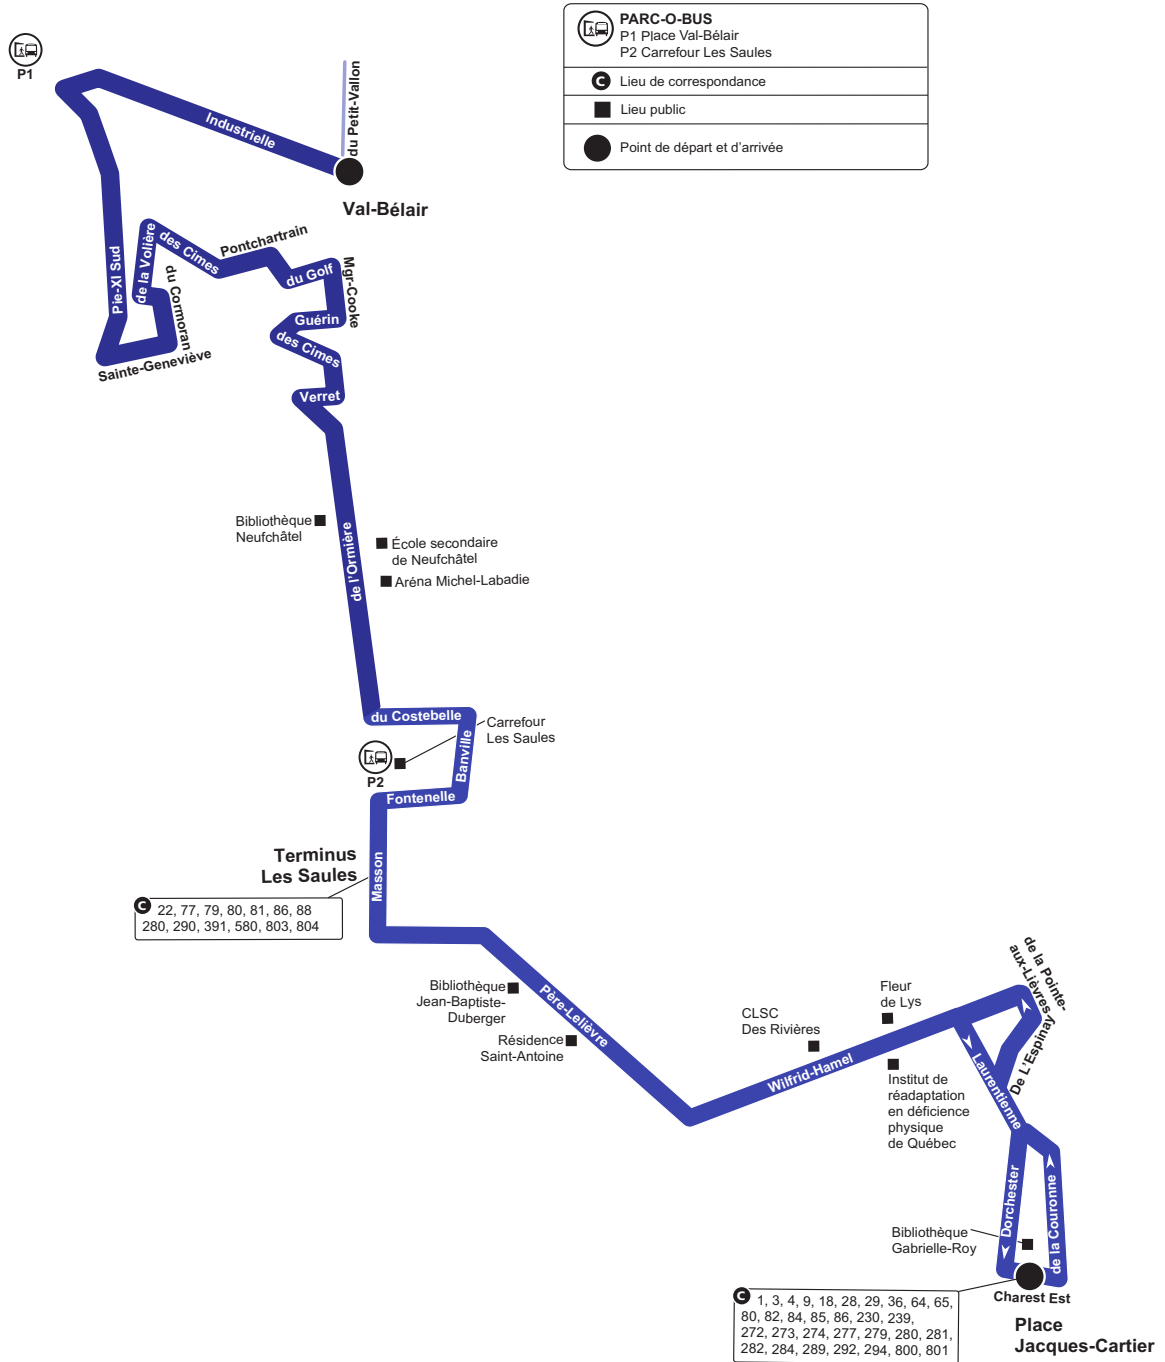 PARC-O-BUS
P1 Place Val-Bélair
P2 Carrefour Les Saules
C Lieu de correspondance
Lieu public
Point de départ et d'arrivée
P1
Industrielle
du Petit-Vallon
Val-Bélair
Pie-XI Sud
de la Volière
des Cimes
Pontchartrain
du Golf
Mgr-Cooke
du Cormoran
Sainte-Geneviève
Guérin
des Cimes
Verret
Bibliothèque
Neufchâtel
de l'Ormière
École secondaire
de Neufchâtel
Aréna Michel-Labadie
du Costebelle
Carrefour
Les Saules
Banville
P2
Fontenelle
Terminus
Les Saules
Masson
C 22, 77, 79, 80, 81, 86, 88
280, 290, 391, 580, 803, 804
Bibliothèque
Jean-Baptiste-
Duberger
Père-Lelièvre
Résidence
Saint-Antoine
CLSC
Des Rivières
Fleur
de Lys
Wilfrid-Hamel
Institut de
réadaptation
en déficience
physique
de Québec
de la Pointe-
aux-Lièvres
De L'Espinay
Laurentienne
Dorchester
de la Couronne
Bibliothèque
Gabrielle-Roy
Charest Est
Place
Jacques-Cartier
C 1, 3, 4, 9, 18, 28, 29, 36, 64, 65,
80, 82, 84, 85, 86, 230, 239,
272, 273, 274, 277, 279, 280, 281,
282, 284, 289, 292, 294, 800, 801